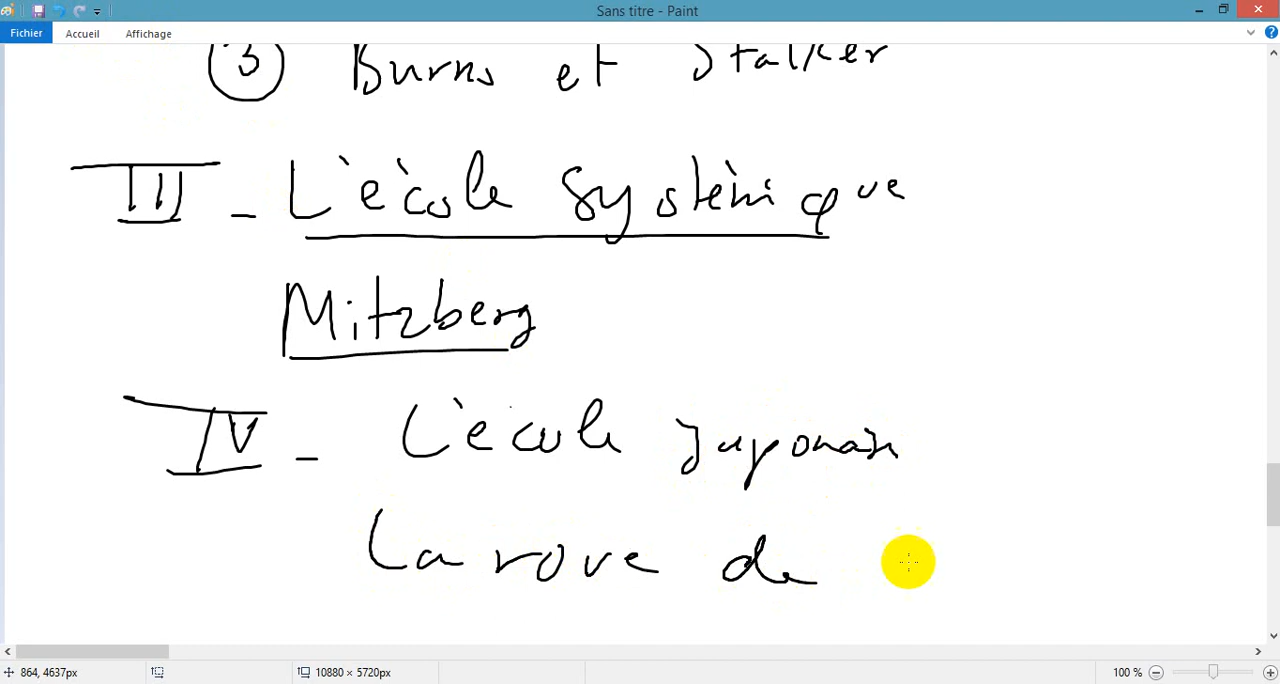 Sans titre - Paint
Fichier Accueil Affichage
3 Burns et Stalker
III - L'école Systèmique
Mitzberg
IV - L'école Japonais
La roue de
864, 4637px 10880 × 5720px 100 %